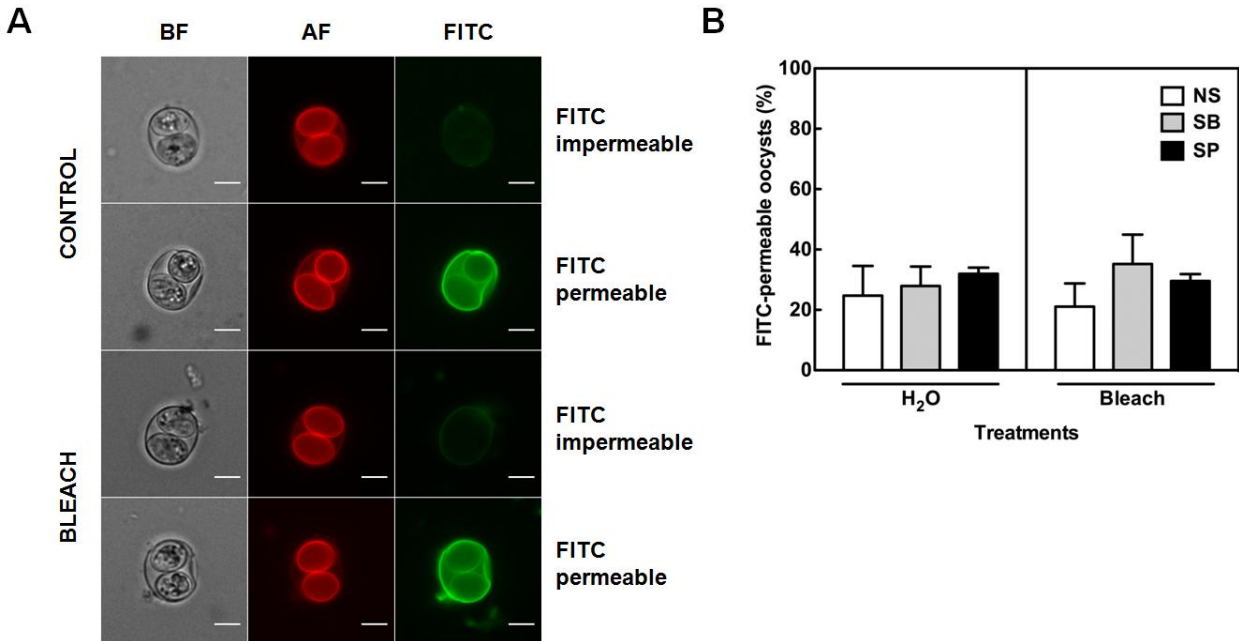 A
BF AF FITC
CONTROL
FITC
impermeable
FITC
permeable
BLEACH
FITC
impermeable
FITC
permeable
B
FITC-permeable oocysts (%)
100
80
60
40
20
0
NS
SB
SP
H₂O Bleach
Treatments